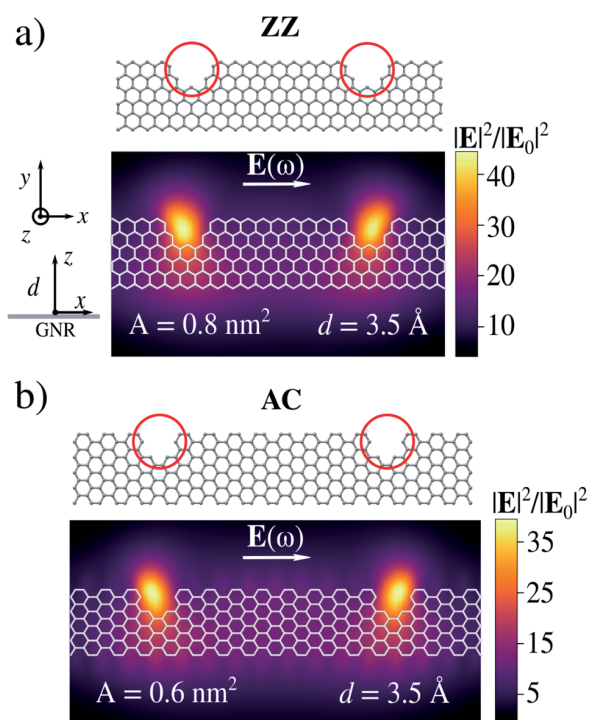 a)
ZZ
|E|²/|E₀|²
E(ω)
40
30
20
10
y
x
z
z
d
x
GNR
A = 0.8 nm²
d = 3.5 Å
b)
AC
|E|²/|E₀|²
E(ω)
35
25
15
5
A = 0.6 nm²
d = 3.5 Å